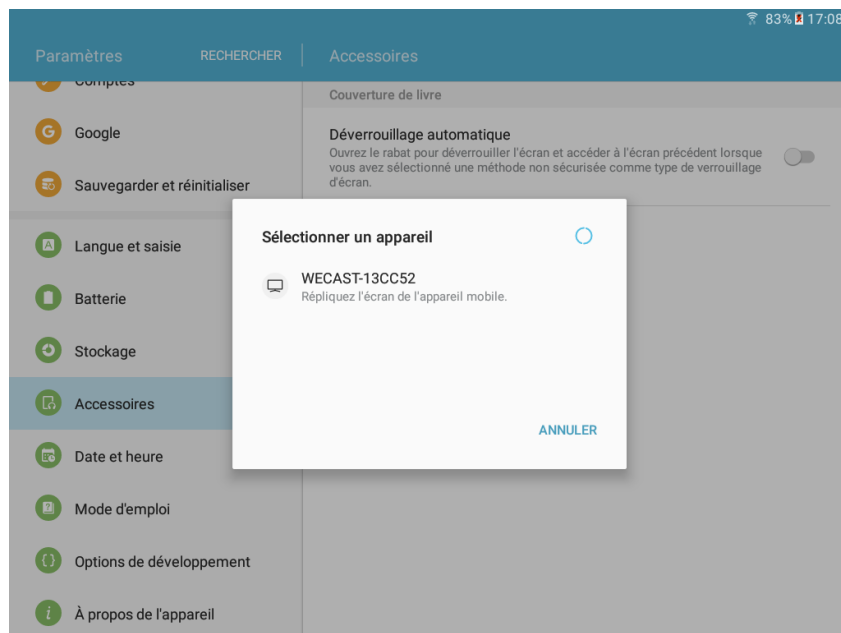 83% 17:08
Paramètres RECHERCHER Accessoires
Comptes
Couverture de livre
Google
Déverrouillage automatique
Ouvrez le rabat pour déverrouiller l'écran et accéder à l'écran précédent lorsque
vous avez sélectionné une méthode non sécurisée comme type de verrouillage
d'écran.
Sauvegarder et réinitialiser
Sélectionner un appareil
WECAST-13CC52
Répliquez l'écran de l'appareil mobile.
ANNULER
Langue et saisie
Batterie
Stockage
Accessoires
Date et heure
Mode d'emploi
Options de développement
À propos de l'appareil